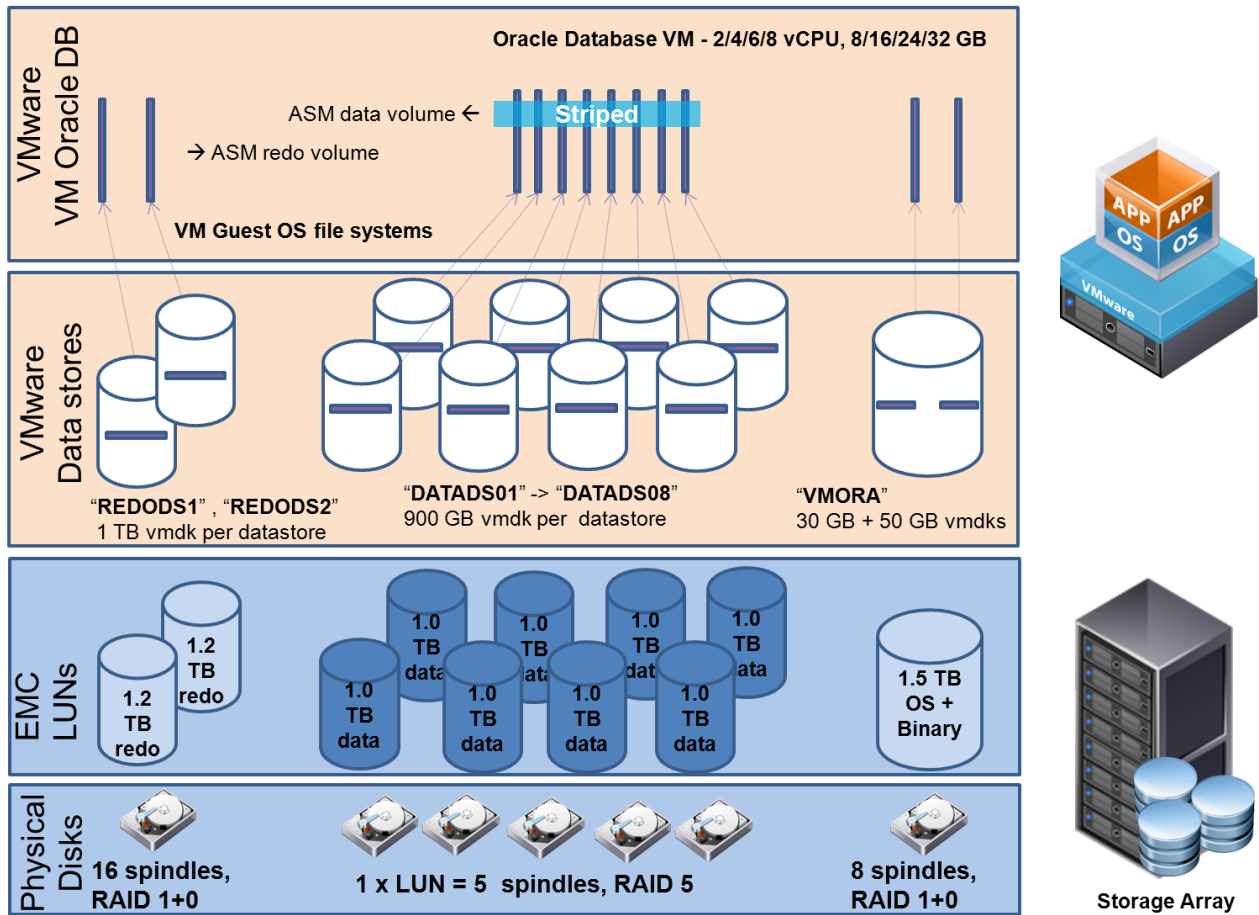 VMware
VM Oracle DB
Oracle Database VM - 2/4/6/8 vCPU, 8/16/24/32 GB
ASM data volume ←
Striped
→ ASM redo volume
VM Guest OS file systems
APP
APP
OS
OS
VMware
VMware
Data stores
“REDODS1” , “REDODS2”
1 TB vmdk per datastore
“DATADS01” -> “DATADS08”
900 GB vmdk per datastore
“VMORA”
30 GB + 50 GB vmdks
EMC
LUNs
1.2
TB
redo
1.2
TB
redo
1.0
TB
data
1.0
TB
data
1.0
TB
data
1.0
TB
data
1.0
TB
data
1.0
TB
data
1.0
TB
data
1.0
TB
data
1.5 TB
OS +
Binary
Physical
Disks
16 spindles,
RAID 1+0
1 x LUN = 5 spindles, RAID 5
8 spindles,
RAID 1+0
Storage Array